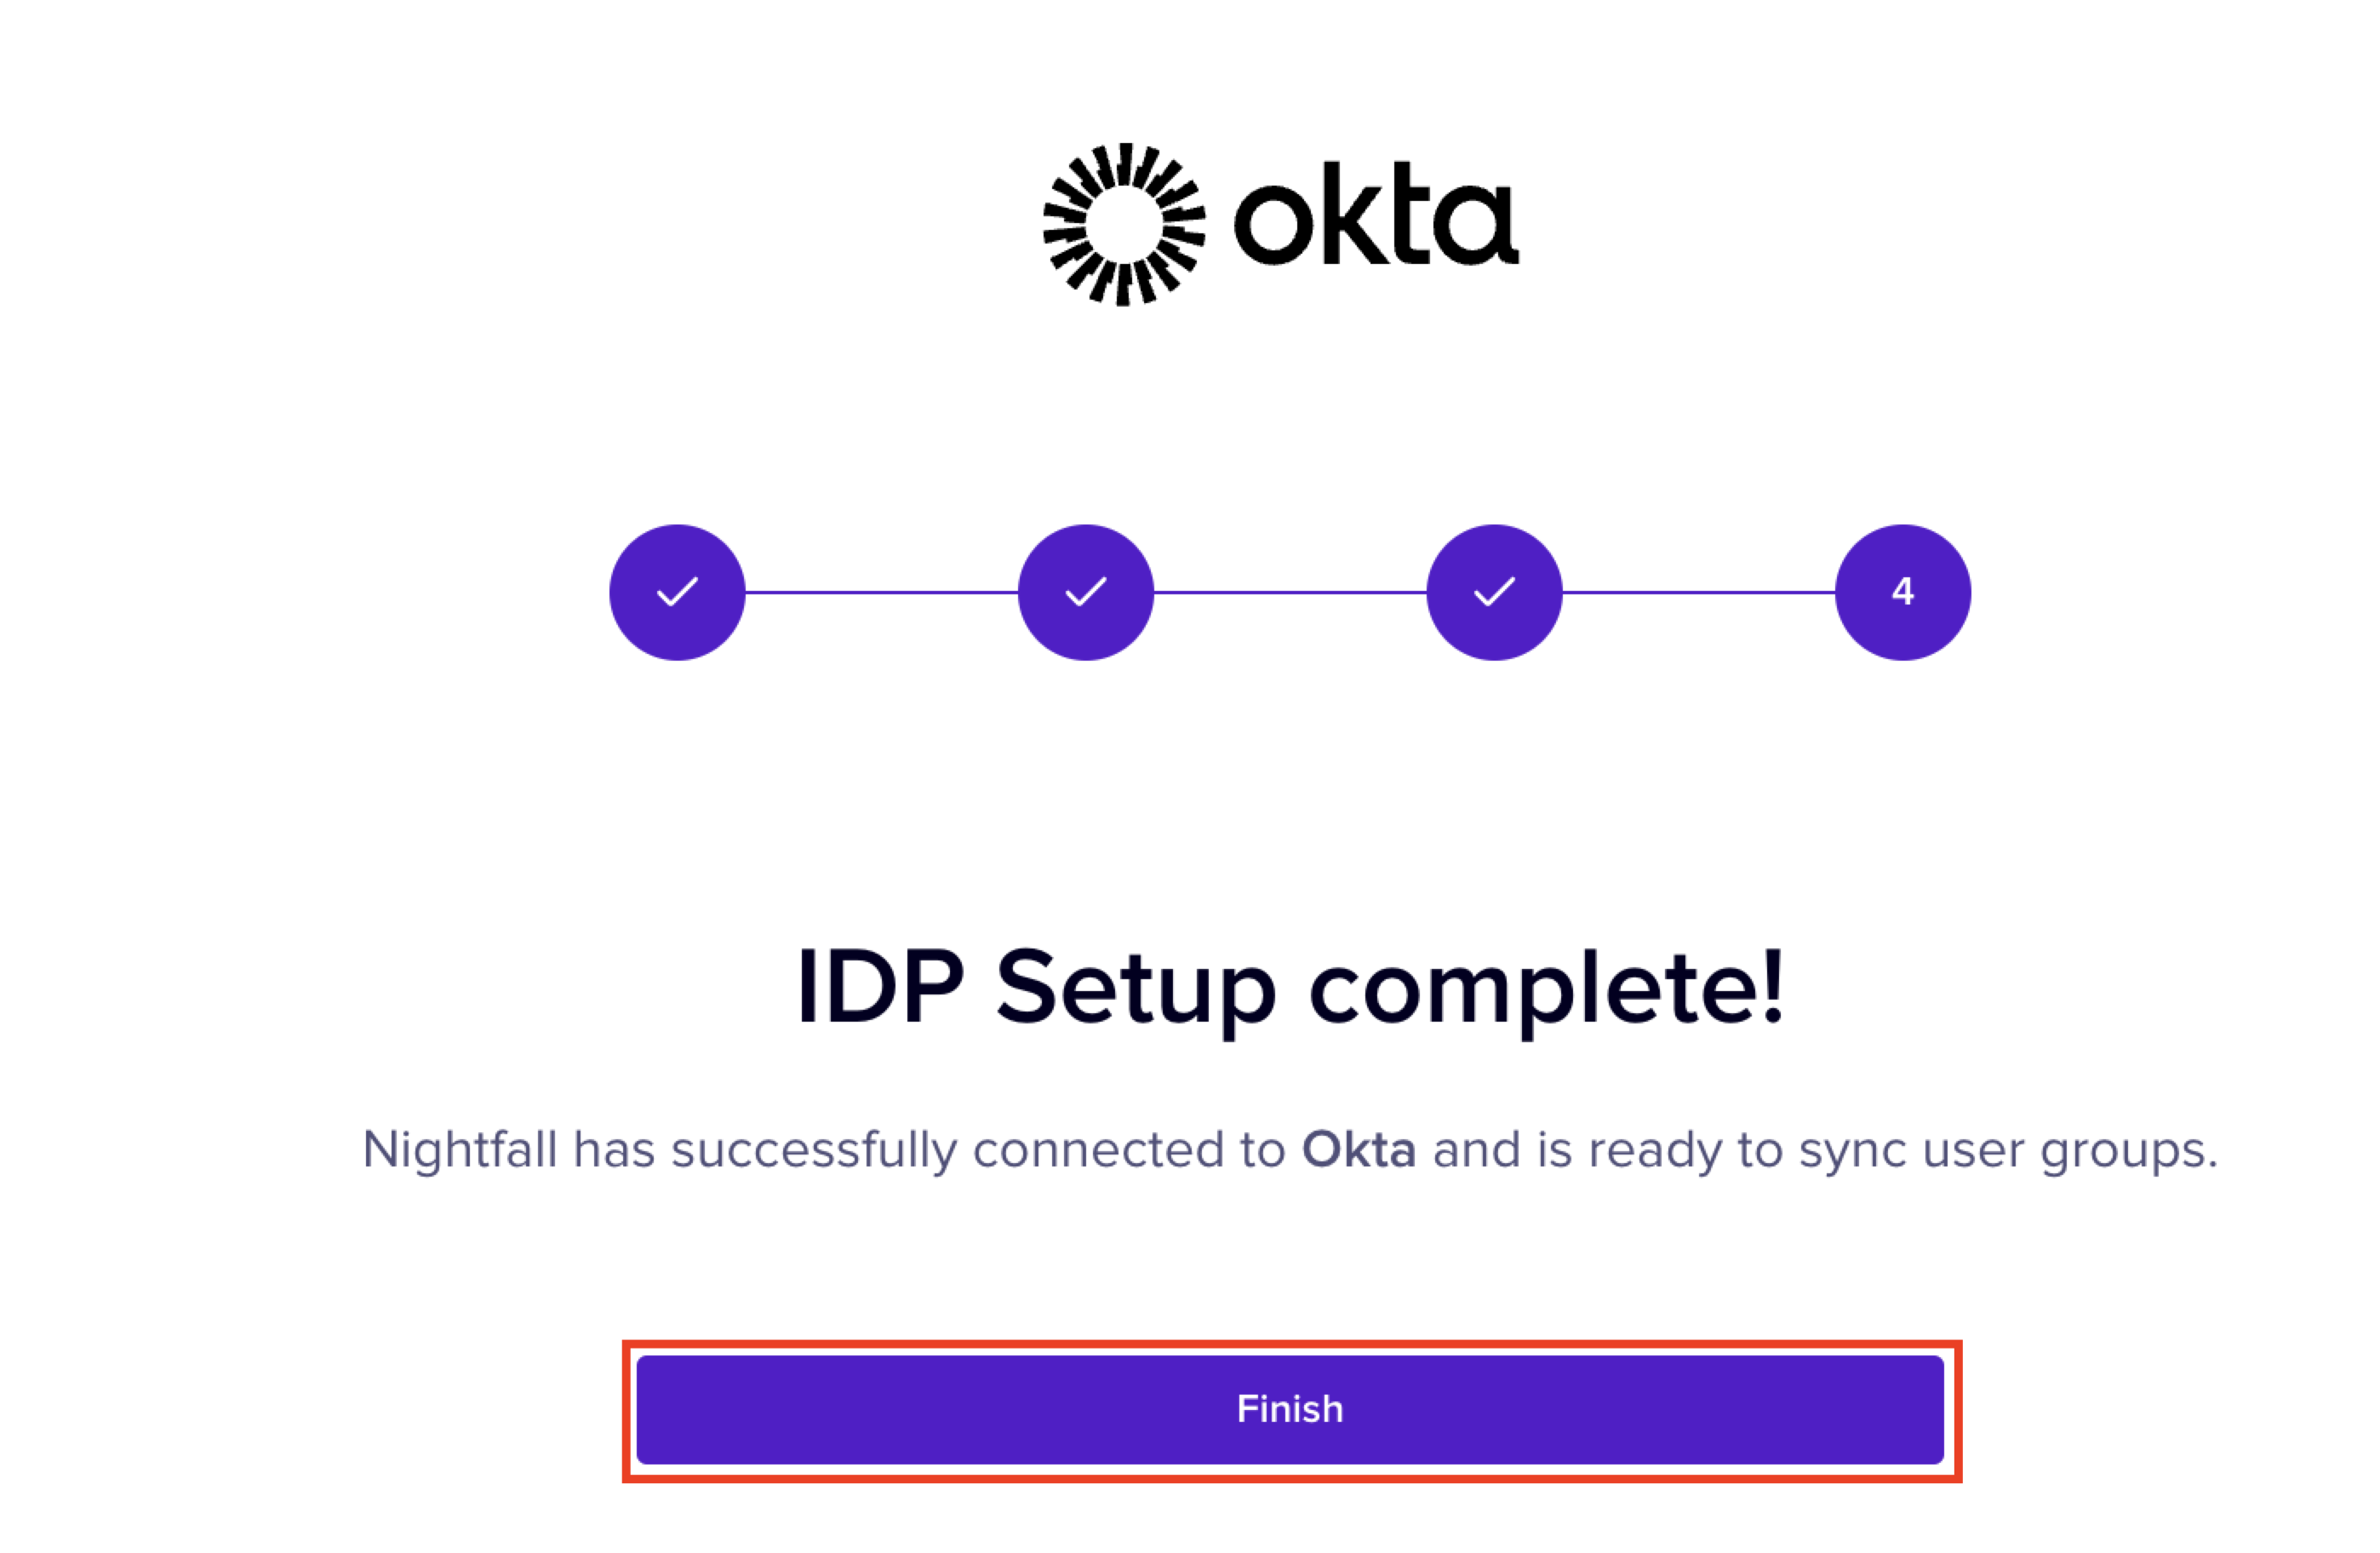 okta
4
IDP Setup complete!
Nightfall has successfully connected to Okta and is ready to sync user groups.
Finish